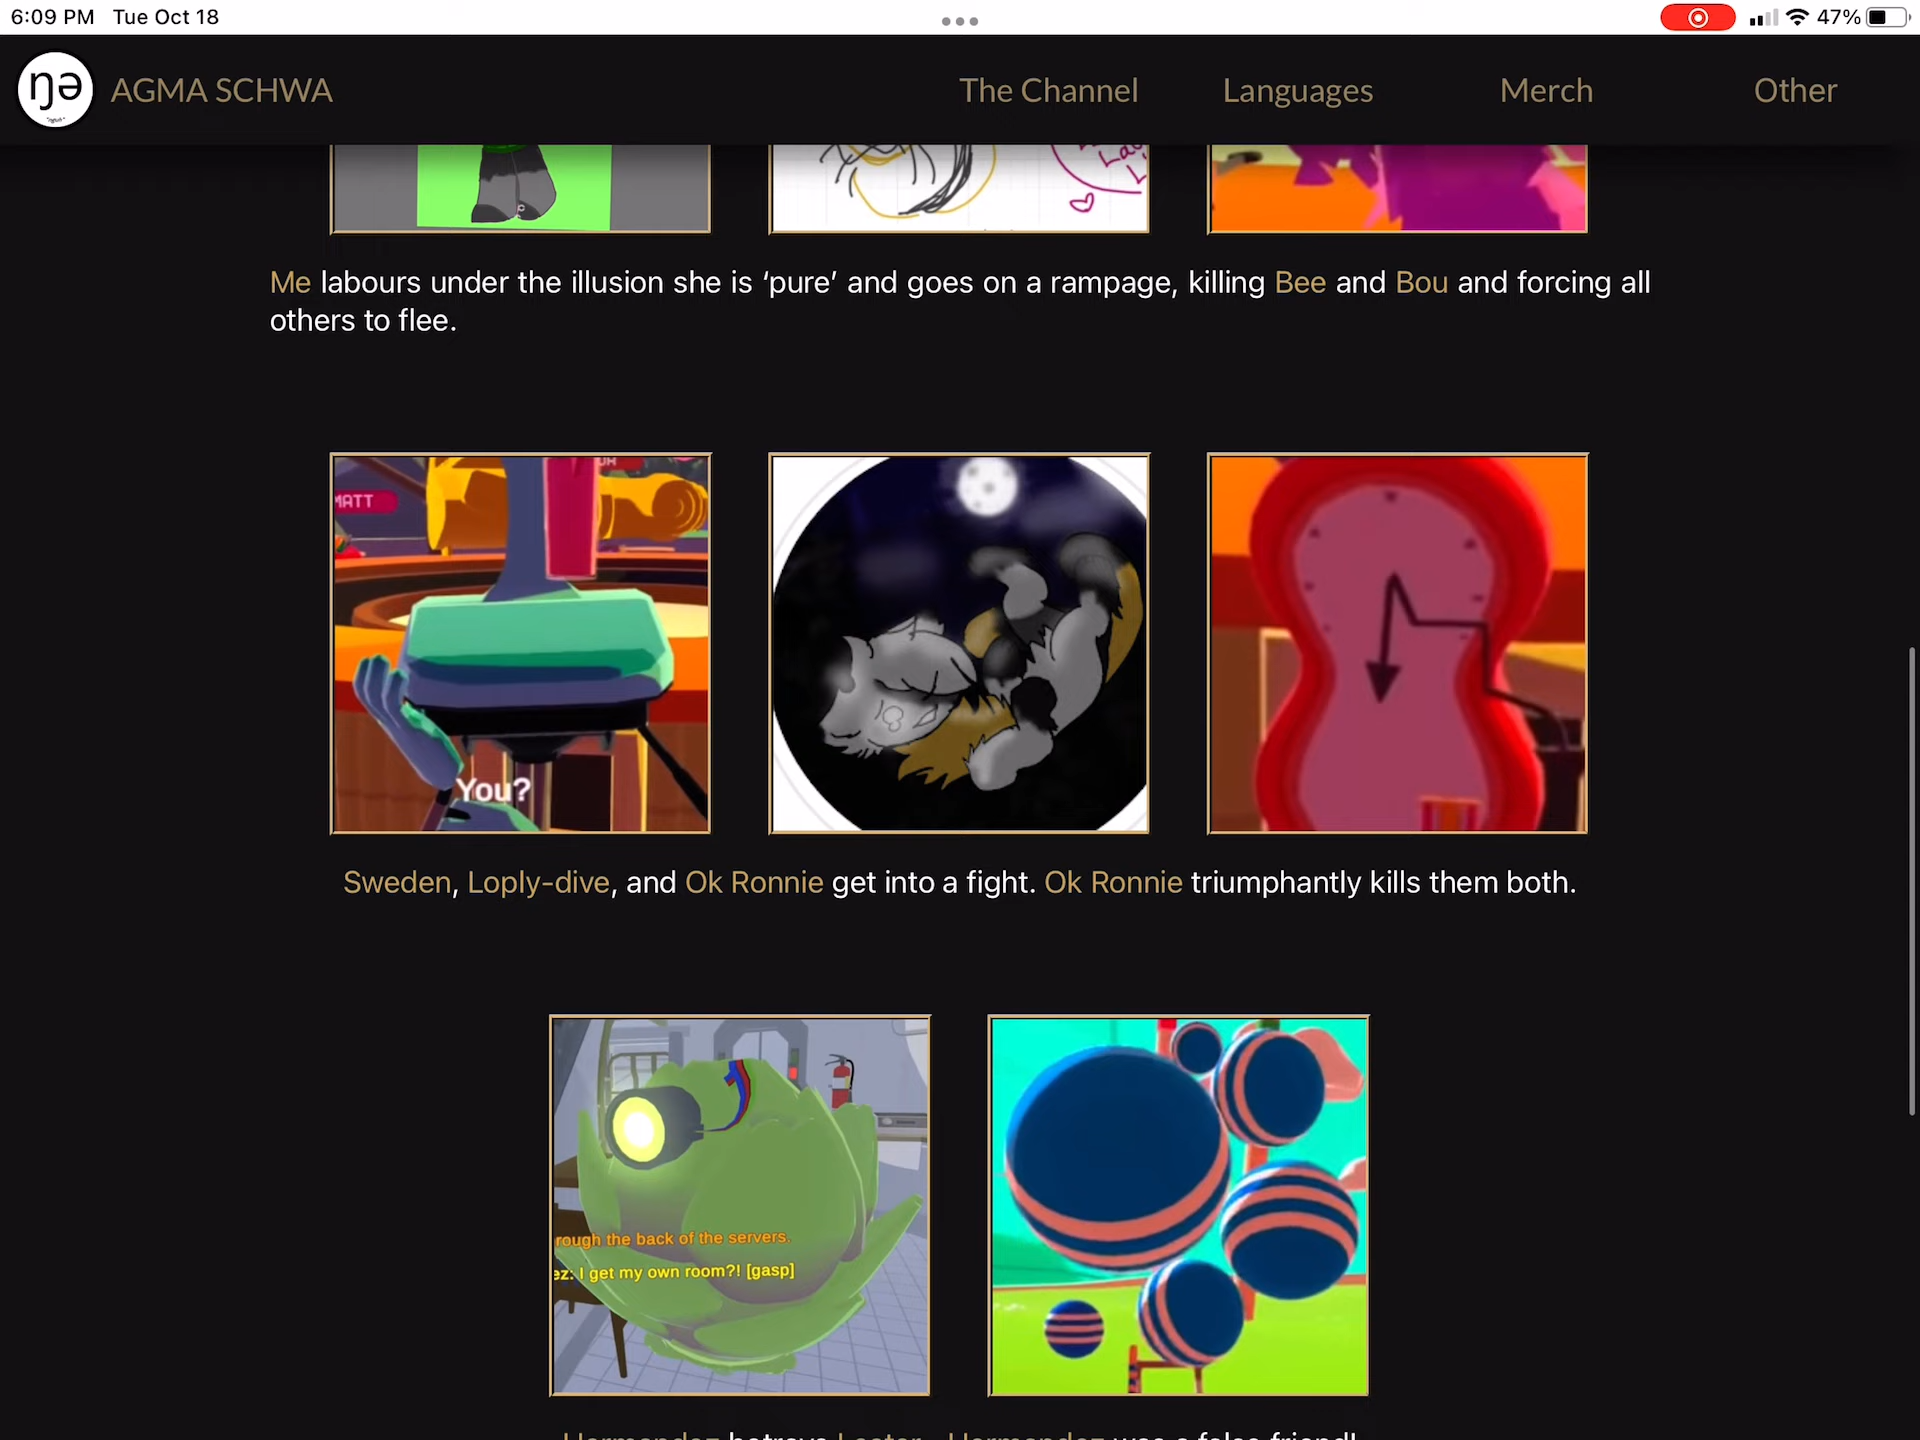 6:09 PM Tue Oct 18
47%
ŋə AGMA SCHWA
The Channel Languages Merch Other
Me labours under the illusion she is ‘pure’ and goes on a rampage, killing Bee and Bou and forcing all
others to flee.
MATT
You?
Sweden, Loply-dive, and Ok Ronnie get into a fight. Ok Ronnie triumphantly kills them both.
rough the back of the servers.
ez: I get my own room?! [gasp]